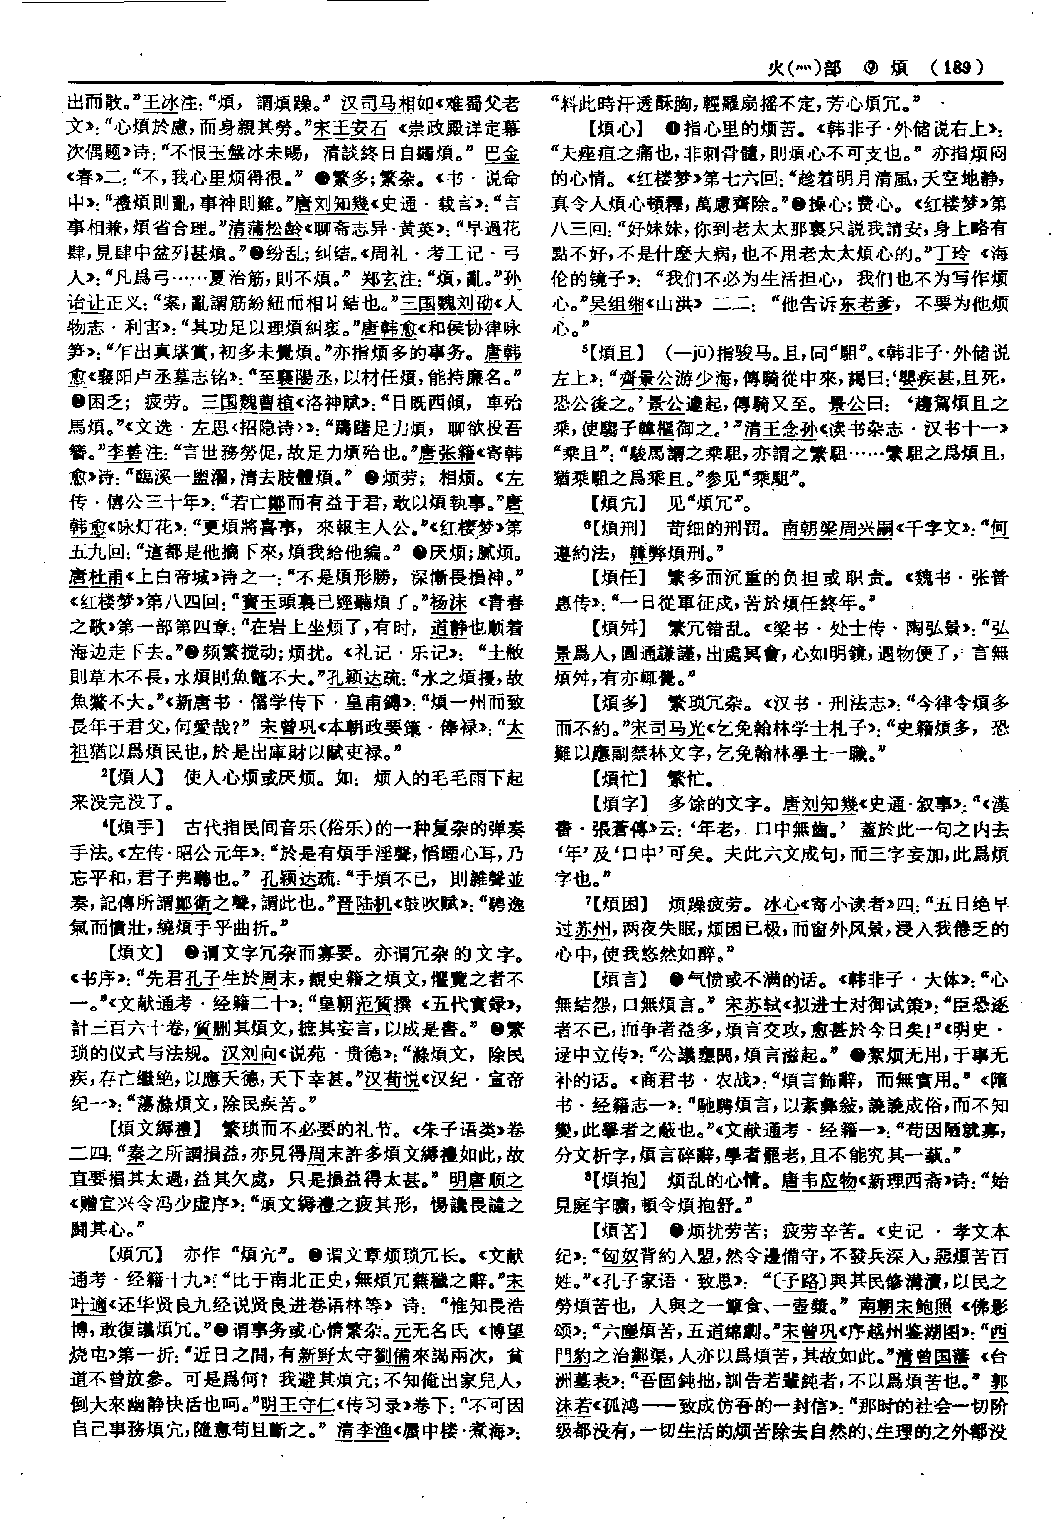 火(灬)部 ⑨ 煩 (189)
出而散。”王冰注：“煩，謂煩躁。” 汉司马相如《难蜀父老
文》：“心煩於慮，而身親其勞。”宋王安石《崇政殿详定幕
次偶题》诗：“不恨玉盤冰未賜，清談終日自蠲煩。” 巴金
《春》二：“不，我心里烦得很。” 繁多；繁杂。《书·说命
中》：“禮煩則亂，事神則難。”唐刘知幾《史通·载言》：“言
事相兼，煩省合理。”清蒲松龄《聊斋志异·黄英》：“早過花
肆，見肆中盆列甚煩。” 纷乱；纠结。《周礼·考工记·弓
人》：“凡爲弓……夏治筋，則不煩。” 郑玄注：“煩，亂。”孙
诒让正义：“案，亂謂筋紛紐而相糾結也。”三国魏刘劭《人
物志·利害》：“其功足以理煩糾衺。”唐韩愈《和侯协律咏
笋》：“乍出真堪賞，初多未覺煩。”亦指烦多的事务。唐韩
愈《襄阳卢丞墓志铭》：“至襄陽丞，以材任煩，能持廉名。”
困乏；疲劳。三国魏曹植《洛神赋》：“日既西傾，車殆
馬煩。”《文选·左思〈招隐诗〉》：“躊躇足力煩，聊欲投吾
簪。”李善注：“言世務勞促，故足力煩殆也。”唐张籍《寄韩
愈》诗：“臨溪一盥濯，清去肢體煩。” 烦劳；相烦。《左
传·僖公三十年》：“若亡鄭而有益于君，敢以煩執事。”唐
韩愈《咏灯花》：“更煩將喜事，來報主人公。”《红楼梦》第
五九回：“這都是他摘下來，煩我給他編。” 厌烦；腻烦。
唐杜甫《上白帝城》诗之一：“不是煩形勝，深慚畏損神。”
《红楼梦》第八四回：“寶玉頭裏已經聽煩了。”杨沫《青春
之歌》第一部第四章：“在岩上坐烦了，有时，道静也顺着
海边走下去。” 频繁搅动；烦扰。《礼记·乐记》：“土敝
則草木不長，水煩則魚鼈不大。”孔颖达疏：“水之煩擾，故
魚鱉不大。”《新唐书·儒学传下·皇甫鏄》：“煩一州而致
長年于君父，何愛哉？” 宋曾巩《本朝政要策·俸禄》：“太
祖猶以爲煩民也，於是出庫財以賦吏禄。”
2【煩人】 使人心烦或厌烦。如：烦人的毛毛雨下起
来没完没了。
4【煩手】 古代指民间音乐（俗乐）的一种复杂的弹奏
手法。《左传·昭公元年》：“於是有煩手淫聲，慆堙心耳，乃
忘平和，君子弗聽也。” 孔颖达疏：“手煩不已，則雜聲並
奏，記傳所謂鄭衛之聲，謂此也。”晋陆机《鼓吹赋》：“騁逸
氣而憤壯，繞煩手乎曲折。”
【煩文】 谓文字冗杂而寡要。亦谓冗杂的文字。
《书序》：“先君孔子生於周末，覩史籍之煩文，懼覽之者不
一。”《文献通考·经籍二十》：“皇朝范質撰《五代實録》，
計三百六十卷，質刪其煩文，摭其妄言，以成是書。” 繁
琐的仪式与法规。汉刘向《说苑·贵德》：“滌煩文，除民
疾，存亡繼絶，以應天德，天下幸甚。”汉荀悦《汉纪·宣帝
纪一》：“蕩滌煩文，除民疾苦。”
【煩文縟禮】 繁琐而不必要的礼节。《朱子语类》卷
二四：“秦之所謂損益，亦見得周末許多煩文縟禮如此，故
直要損其太過，益其欠處，只是損益得太甚。” 明唐顺之
《赠宜兴令冯少虚序》：“煩文縟禮之疲其形，惕讒畏譴之
鬬其心。”
【煩冗】 亦作“煩宂”。 谓文章烦琐冗长。《文献
通考·经籍十九》：“比于南北正史，無煩冗蕪穢之辭。”宋
叶適《还华贤良九经说贤良进卷语林等》诗：“惟知畏浩
博，敢復議煩冗。” 谓事务或心情繁杂。元无名氏《博望
烧屯》第一折：“近日之間，有新野太守劉備來謁兩次，貧
道不曾放參。可是爲何？我避其煩宂；不知俺出家兒人，
倒大來幽静快活也呵。”明王守仁《传习录》卷下：“不可因
自己事務煩宂，隨意苟且斷之。” 清李渔《蜃中楼·煮海》：
“料此時汗透酥胸，輕羅扇摇不定，芳心煩冗。”
【煩心】 指心里的烦苦。《韩非子·外储说右上》：
“夫痤疽之痛也，非刺骨髓，則煩心不可支也。” 亦指烦闷
的心情。《红楼梦》第七六回：“趁着明月清風，天空地静，
真令人煩心頓釋，萬慮齊除。” 操心；费心。《红楼梦》第
八三回：“好妹妹，你到老太太那裏只說我請安，身上略有
點不好，不是什麽大病，也不用老太太煩心的。”丁玲《海
伦的镜子》：“我们不必为生活担心，我们也不为写作烦
心。”吴组缃《山洪》二二：“他告诉东老爹，不要为他烦
心。”
5【煩且】 （—jū）指骏马。且，同“駔”。《韩非子·外储说
左上》：“齊景公游少海，傳騎從中來，謁曰：‘嬰疾甚，且死，
恐公後之。’景公遽起，傳騎又至。景公曰：‘趨駕煩且之
乘，使騶子韓樞御之。’”清王念孙《读书杂志·汉书十一》
“乘且”：“駿馬謂之乘駔，亦謂之繁駔……繁駔之爲煩且，
猶乘駔之爲乘且。”参见“乘駔”。
【煩宂】 见“煩冗”。
6【煩刑】 苛细的刑罚。南朝梁周兴嗣《千字文》：“何
遵約法，韓弊煩刑。”
【煩任】 繁多而沉重的负担或职责。《魏书·张普
惠传》：“一日從軍征戍，苦於煩任終年。”
【煩舛】 繁冗错乱。《梁书·处士传·陶弘景》：“弘
景爲人，圓通謙謹，出處冥會，心如明鏡，遇物便了，言無
煩舛，有亦輒覺。”
【煩多】 繁琐冗杂。《汉书·刑法志》：“今律令煩多
而不約。”宋司马光《乞免翰林学士札子》：“史籍煩多，恐
難以應副禁林文字，乞免翰林學士一職。”
【煩忙】 繁忙。
【煩字】 多馀的文字。唐刘知幾《史通·叙事》：“《漢
書·張蒼傳》云：‘年老，口中無齒。’ 蓋於此一句之内去
‘年’及‘口中’可矣。夫此六文成句，而三字妄加，此爲煩
字也。”
7【煩困】 烦躁疲劳。冰心《寄小读者》四：“五日绝早
过苏州，两夜失眠，烦困已极，而窗外风景，浸入我倦乏的
心中，使我悠然如醉。”
【煩言】 气愤或不满的话。《韩非子·大体》：“心
無結怨，口無煩言。” 宋苏轼《拟进士对御试策》：“臣恐逐
者不已，而争者益多，煩言交攻，愈甚於今日矣！”《明史·
逯中立传》：“公議壅閼，煩言滋起。” 絮烦无用，于事无
补的话。《商君书·农战》：“煩言飾辭，而無實用。”《隋
书·经籍志一》：“馳騁煩言，以紊彝敍，譊譊成俗，而不知
變，此學者之蔽也。”《文献通考·经籍一》：“苟因陋就寡，
分文析字，煩言碎辭，學者罷老，且不能究其一藝。”
8【煩抱】 烦乱的心情。唐韦应物《新理西斋》诗：“始
見庭宇曠，頓令煩抱舒。”
【煩苦】 烦扰劳苦；疲劳辛苦。《史记·孝文本
纪》：“匈奴背約入盟，然令邊備守，不發兵深入，惡煩苦百
姓。”《孔子家语·致思》：“〔子路〕與其民修溝瀆，以民之
勞煩苦也，人與之一簞食、一壺漿。” 南朝宋鲍照《佛影
颂》：“六塵煩苦，五道綿劇。”宋曾巩《序越州鉴湖图》：“西
門豹之治鄴渠，人亦以爲煩苦，其故如此。”清曾国藩《台
洲墓表》：“吾固鈍拙，訓告若輩鈍者，不以爲煩苦也。” 郭
沫若《孤鸿——致成仿吾的一封信》：“那时的社会一切阶
级都没有，一切生活的烦苦除去自然的、生理的之外都没